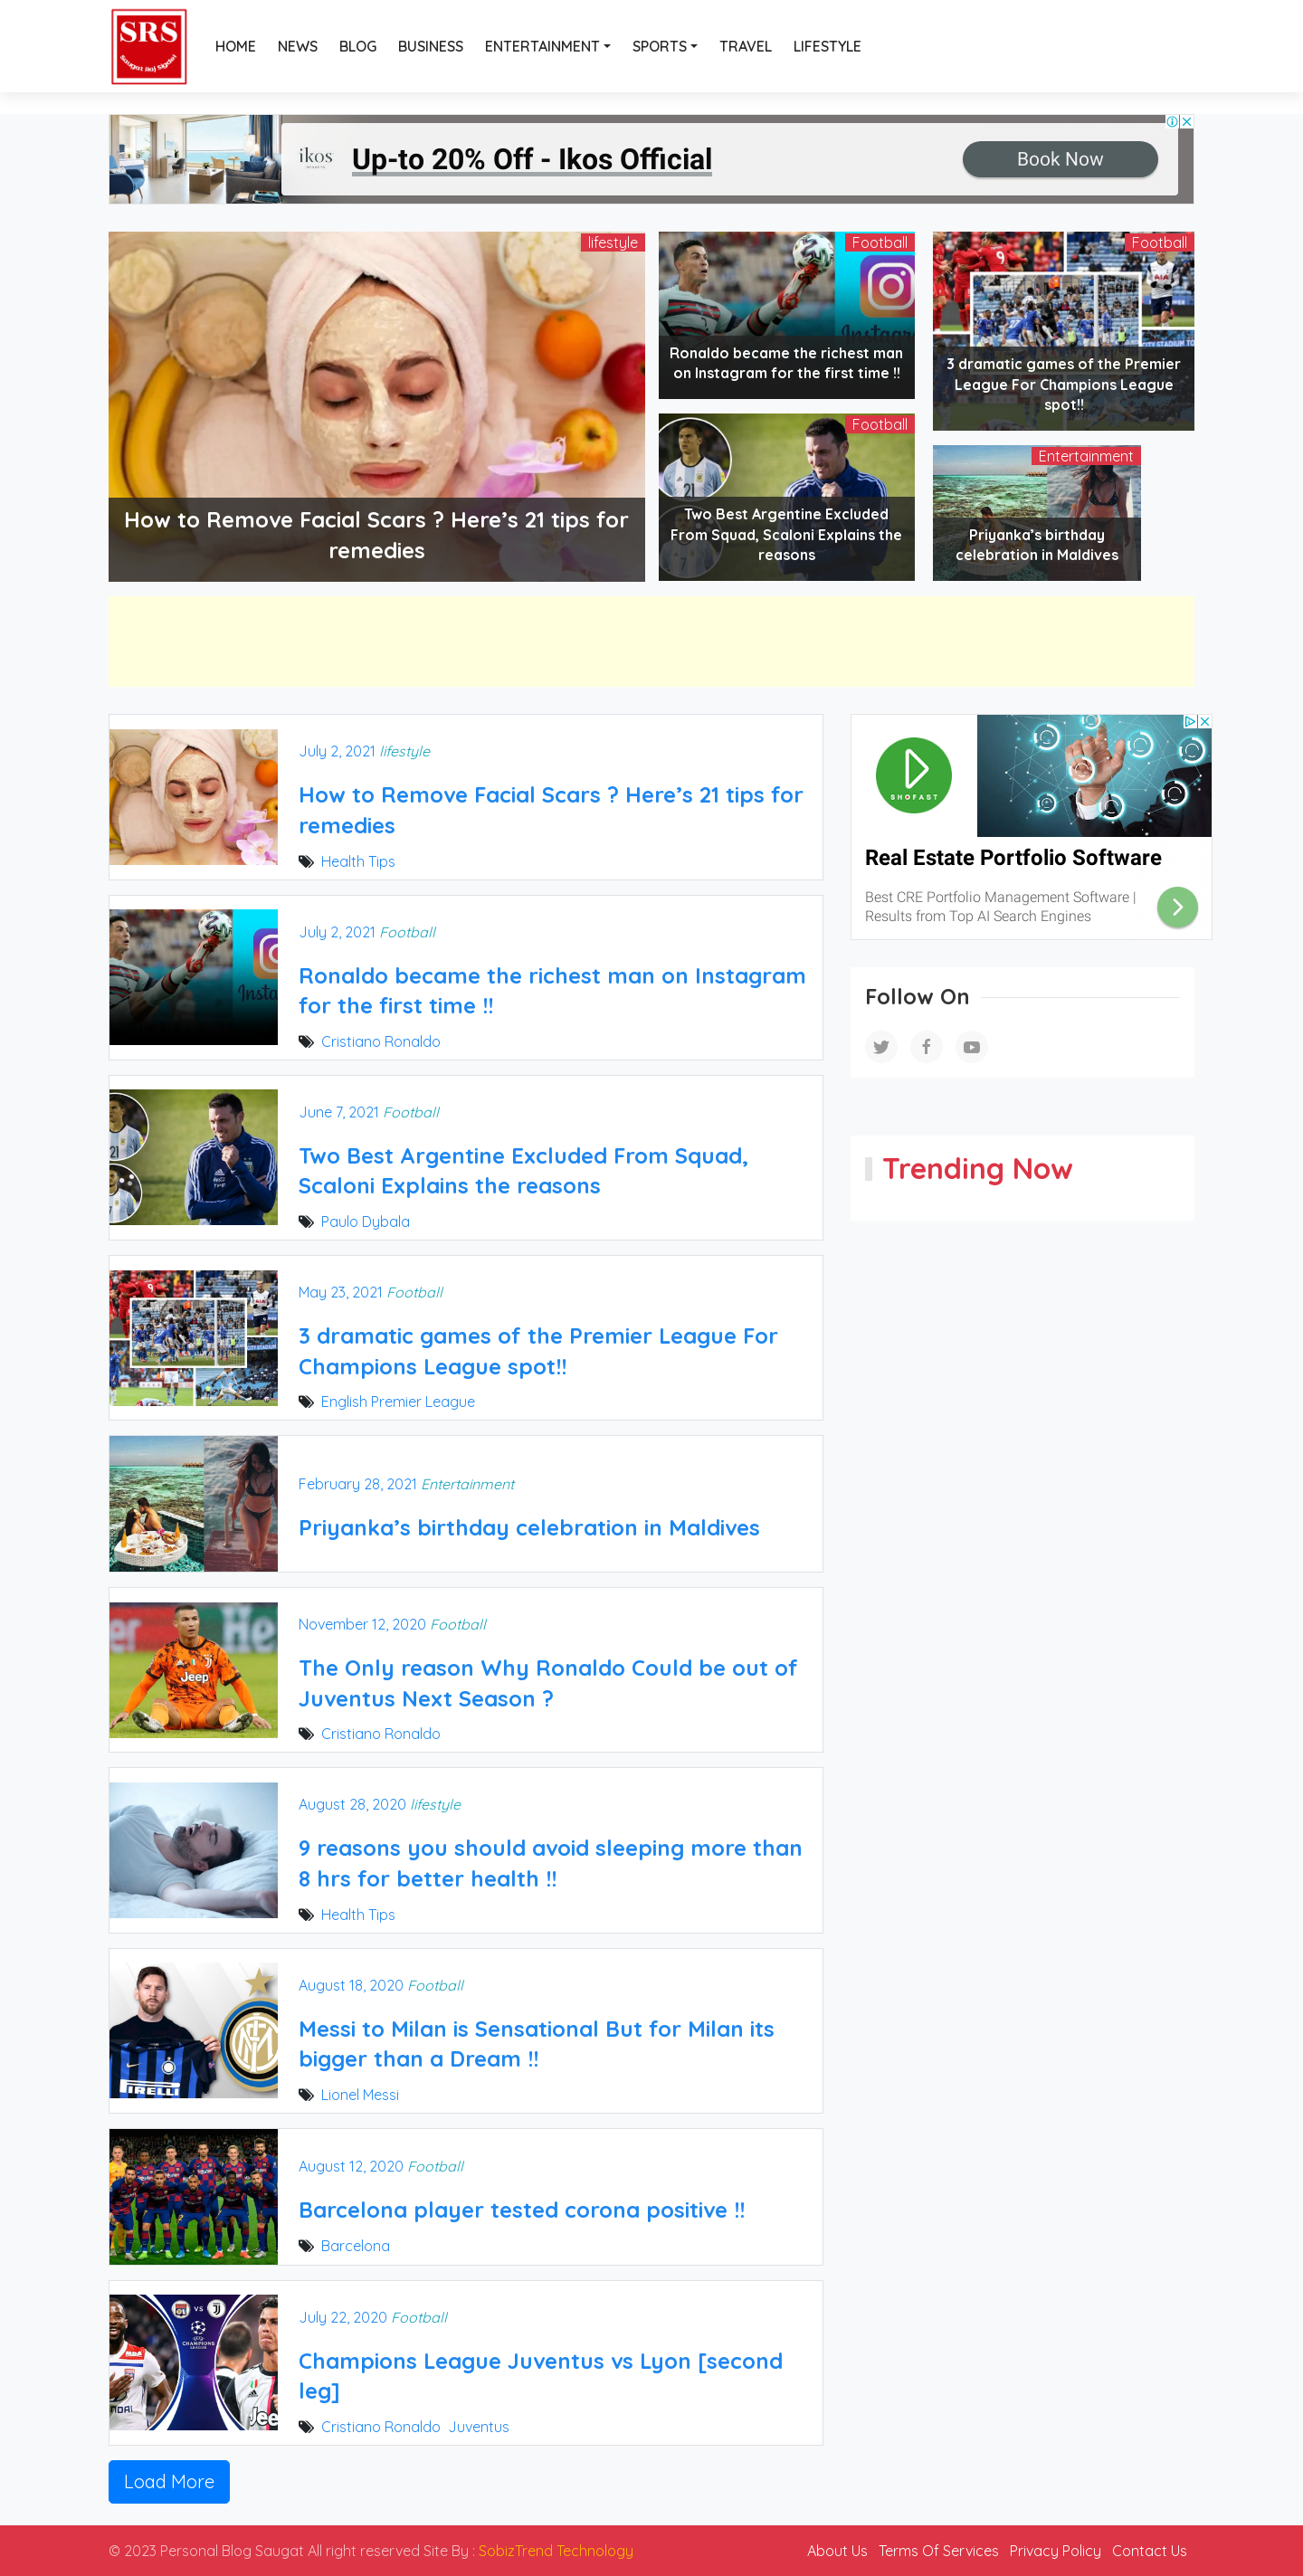 SRS
Saugat Raj Sigdel
HOME NEWS BLOG BUSINESS ENTERTAINMENT SPORTS TRAVEL LIFESTYLE
ikos
Up-to 20% Off - Ikos Official
Book Now
lifestyle
How to Remove Facial Scars ? Here’s 21 tips for
remedies
Football
Ronaldo became the richest man
on Instagram for the first time !!
Football
Two Best Argentine Excluded
From Squad, Scaloni Explains the
reasons
Football
3 dramatic games of the Premier
League For Champions League
spot!!
Entertainment
Priyanka’s birthday
celebration in Maldives
July 2, 2021 lifestyle
How to Remove Facial Scars ? Here’s 21 tips for
remedies
Health Tips
July 2, 2021 Football
Ronaldo became the richest man on Instagram
for the first time !!
Cristiano Ronaldo
June 7, 2021 Football
Two Best Argentine Excluded From Squad,
Scaloni Explains the reasons
Paulo Dybala
May 23, 2021 Football
3 dramatic games of the Premier League For
Champions League spot!!
English Premier League
February 28, 2021 Entertainment
Priyanka’s birthday celebration in Maldives
November 12, 2020 Football
The Only reason Why Ronaldo Could be out of
Juventus Next Season ?
Cristiano Ronaldo
Jeep
August 28, 2020 lifestyle
9 reasons you should avoid sleeping more than
8 hrs for better health !!
Health Tips
August 18, 2020 Football
Messi to Milan is Sensational But for Milan its
bigger than a Dream !!
Lionel Messi
IRELLI
August 12, 2020 Football
Barcelona player tested corona positive !!
Barcelona
VS
CHAMPIONS
LEAGUE
Jee
July 22, 2020 Football
Champions League Juventus vs Lyon [second
leg]
Cristiano Ronaldo Juventus
Load More
SHOFAST
Real Estate Portfolio Software
Best CRE Portfolio Management Software |
Results from Top AI Search Engines
Follow On
Trending Now
© 2023 Personal Blog Saugat All right reserved Site By : SobizTrend Technology
About Us Terms Of Services Privacy Policy Contact Us